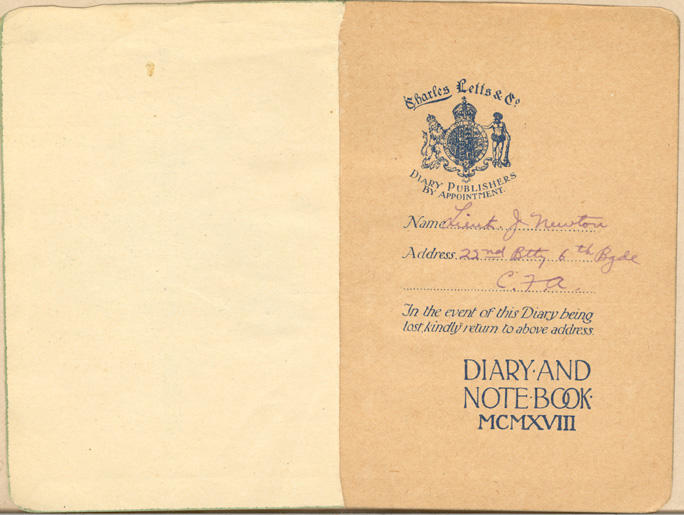 Charles Letts & Co.
DIARY PUBLISHERS
BY APPOINTMENT.
Name Lieut. J Newton
Address. 22nd Btty 6th Bgde
C.F.A.
In the event of this Diary being
lost, kindly return to above address.
DIARY·AND
NOTE·BOOK·
MCMXVIII